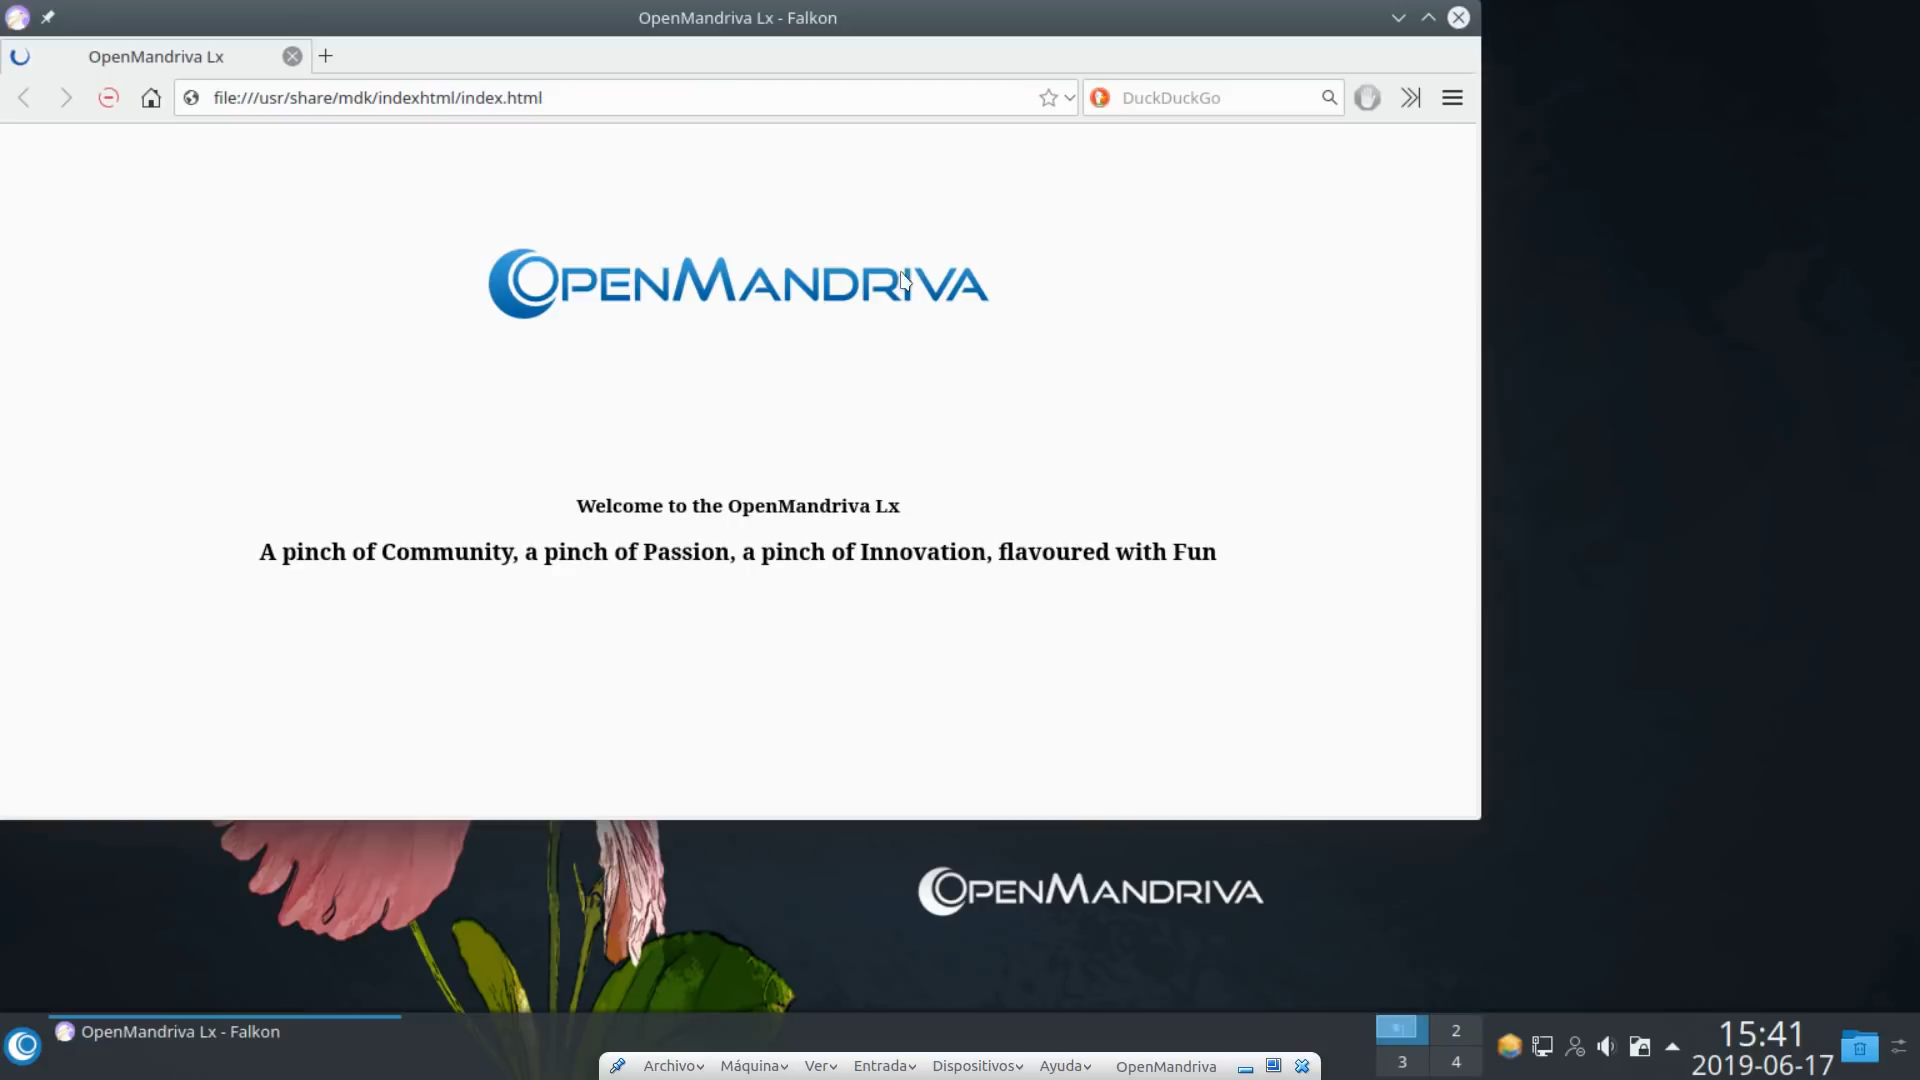 OpenMandriva Lx - Falkon
OpenMandriva Lx
file:///usr/share/mdk/indexhtml/index.html
DuckDuckGo
OPENMANDRIVA
Welcome to the OpenMandriva Lx
A pinch of Community, a pinch of Passion, a pinch of Innovation, flavoured with Fun
OPENMANDRIVA
OpenMandriva Lx - Falkon
2
3 4
15:41
2019-06-17
Archivo Máquina Ver Entrada Dispositivos Ayuda OpenMandriva